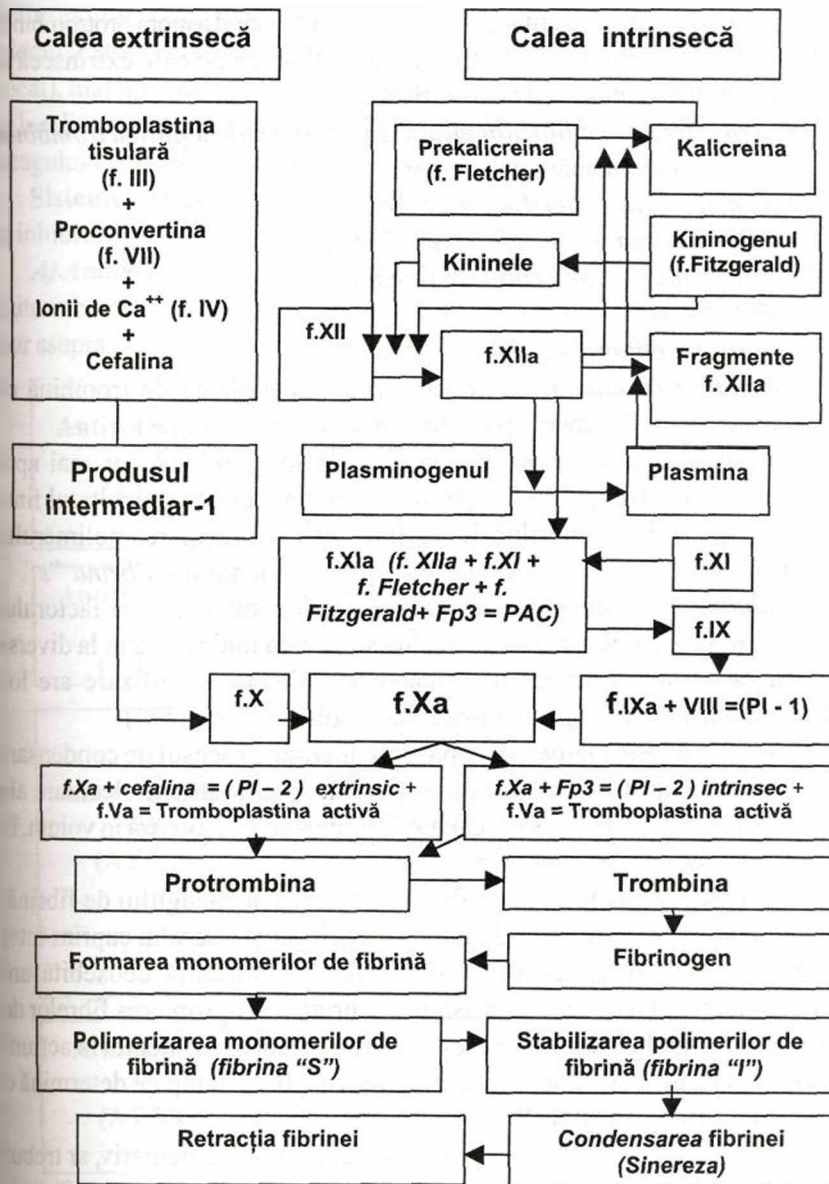 Calea extrinsecă
Calea intrinsecă
Tromboplastina
tisulară
(f. III)
+
Proconvertina
(f. VII)
+
Ionii de Ca++ (f. IV)
+
Cefalina
Prekalicreina
(f. Fletcher)
Kalicreina
Kininele
Kininogenul
(f.Fitzgerald)
f.XII
f.XIIa
Fragmente
f. XIIa
Produsul
intermediar-1
Plasminogenul
Plasmina
f.XIa (f. XIIa + f.XI +
f. Fletcher + f.
Fitzgerald+ Fp3 = PAC)
f.XI
f.IX
f.X
f.Xa
f.IXa + VIII =(PI - 1)
f.Xa + cefalina = ( PI – 2 ) extrinsic +
f.Va = Tromboplastina activă
f.Xa + Fp3 = ( PI – 2 ) intrinsec +
f.Va = Tromboplastina activă
Protrombina
Trombina
Formarea monomerilor de fibrină
Fibrinogen
Polimerizarea monomerilor de
fibrină (fibrina “S”)
Stabilizarea polimerilor de
fibrină (fibrina “I”)
Retracția fibrinei
Condensarea fibrinei
(Sinereza)